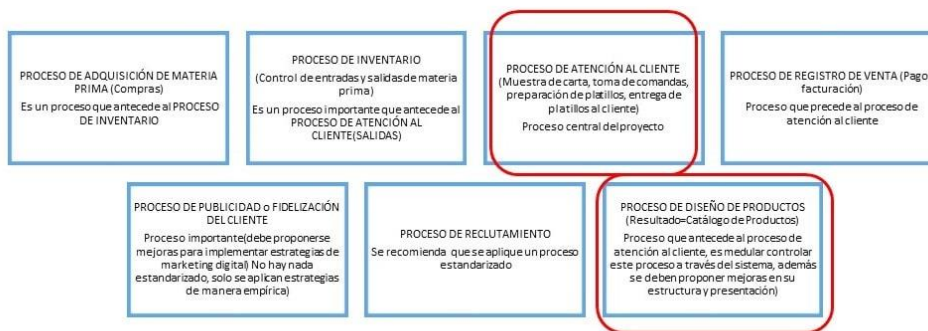 PROCESO DE ADQUISICIÓN DE MATERIA
PRIMA (Compras)
Es un proceso que antecede al PROCESO
DE INVENTARIO
PROCESO DE INVENTARIO
(Control de entradas y salidas de materia
prima)
Es un proceso importante que antecede al
PROCESO DE ATENCIÓN AL
CLIENTE(SALIDAS)
PROCESO DE ATENCIÓN AL CLIENTE
(Muestra de carta, toma de comandas,
preparación de platillos, entrega de
platillos al cliente)
Proceso central del proyecto
PROCESO DE REGISTRO DE VENTA (Pago
facturación)
Proceso que precede al proceso de
atención al cliente
PROCESO DE PUBLICIDAD o FIDELIZACIÓN
DEL CLIENTE
Proceso importante(debe proponerse
mejoras para implementar estrategias de
marketing digital) No hay nada
estandarizado, solo se aplican estrategias
de manera empírica)
PROCESO DE RECLUTAMIENTO
Se recomienda que se aplique un proceso
estandarizado
PROCESO DE DISEÑO DE PRODUCTOS
(Resultado=Catálogo de Productos)
Proceso que antecede al proceso de
atención al cliente, es medular controlar
este proceso a través del sistema, además
se deben proponer mejoras en su
estructura y presentación)